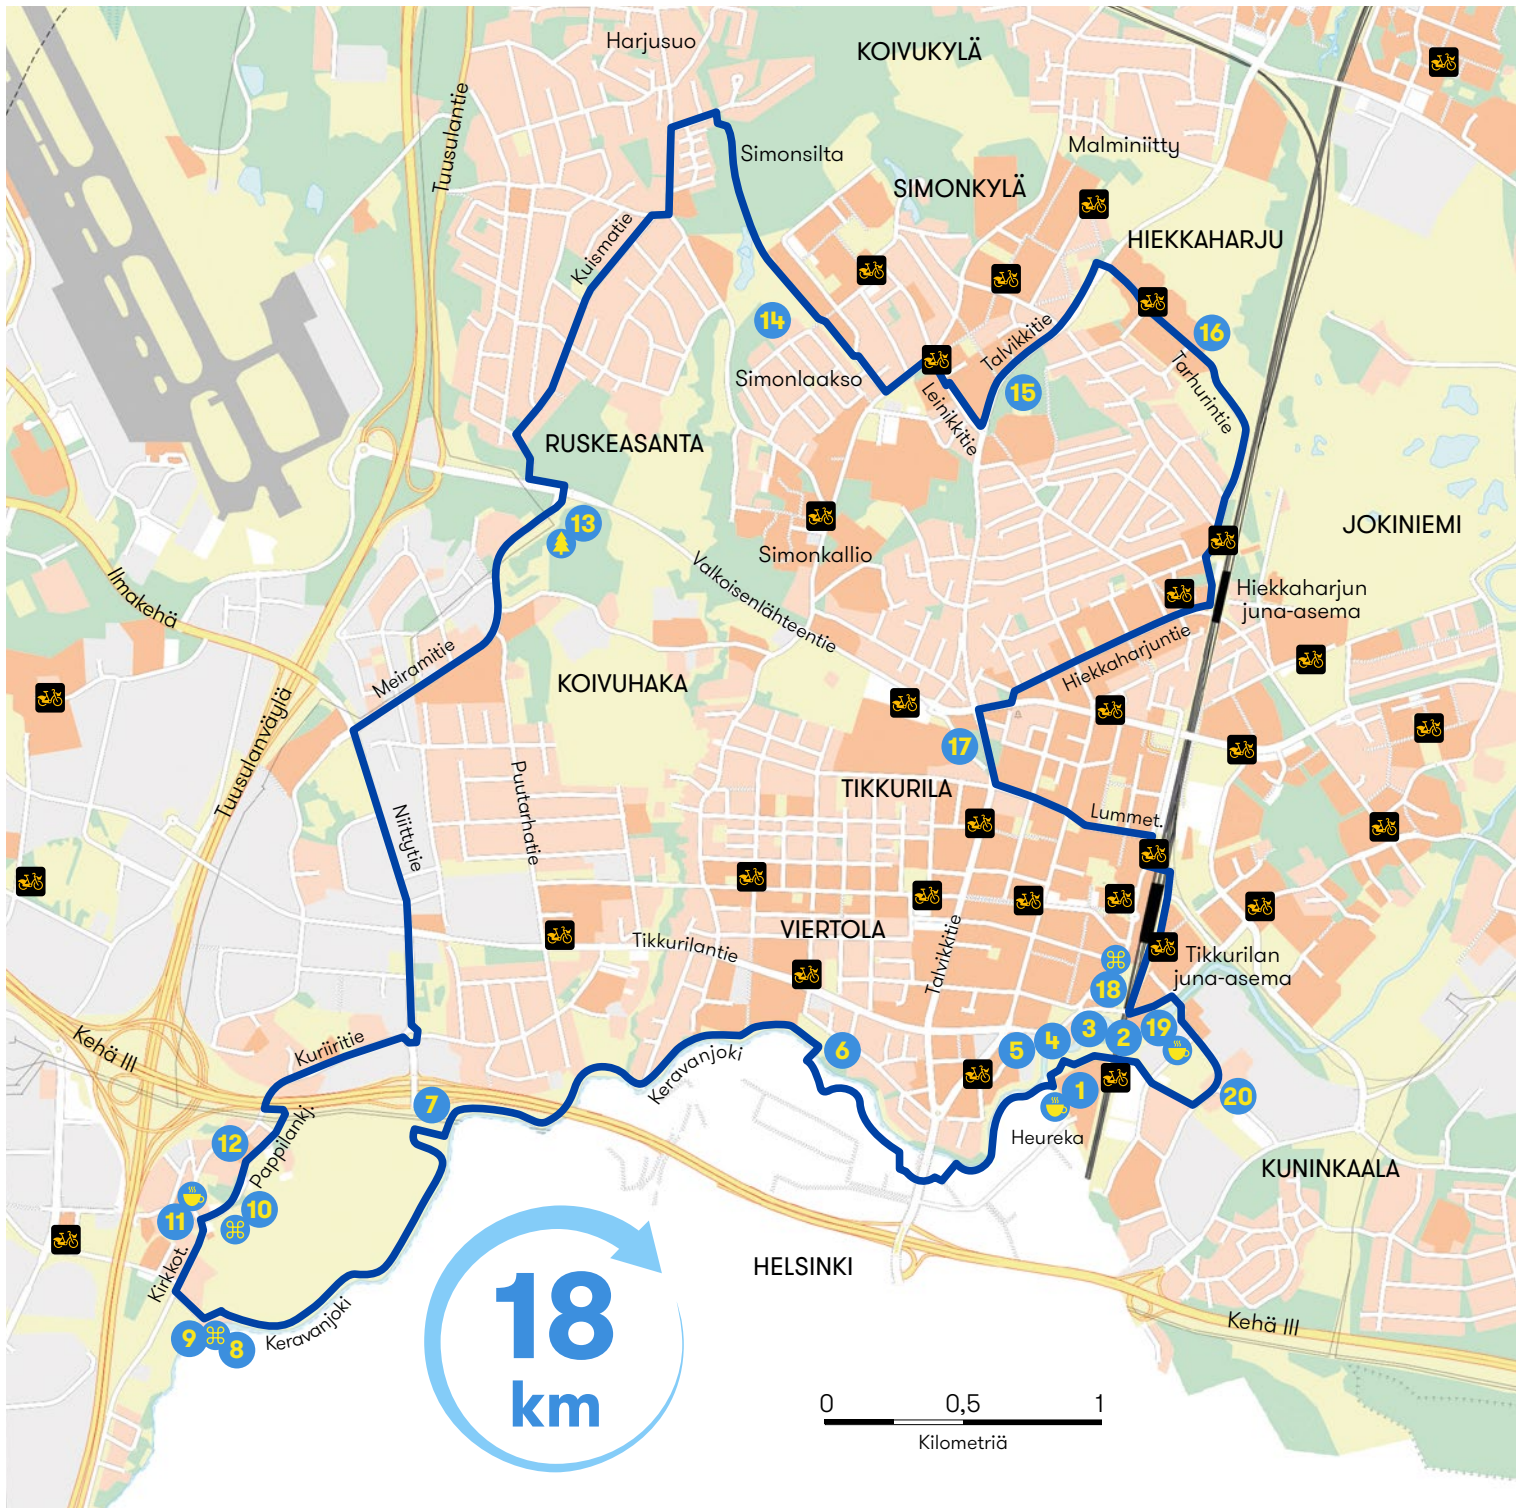 Harjusuo
KOIVUKYLÄ
Tuusulantie
Simonsilta
Malminiitty
SIMONKYLÄ
Kuismatie
HIEKKAHARJU
14
16
Talvikkitie
Simonlaakso
15
Tarhurintie
Leinikkitie
RUSKEASANTA
13
JOKINIEMI
Simonkallio
Valkoisenlähteentie
Ilmakehä
Hiekkaharjun
juna-asema
Meiramitie
Hiekkaharjuntie
KOIVUHAKA
Tuusulanväylä
17
Puutarhatie
TIKKURILA
Niittytie
Lummet.
VIERTOLA
Tikkurilantie
Talvikkitie
Tikkurilan
juna-asema
18
Kehä III
Kuriiritie
Keravanjoki
6
5
4
3
2
19
7
1
20
Pappilankj.
12
Heureka
KUNINKAALA
10
11
Kirkkot.
HELSINKI
18
km
Keravanjoki
9
8
Kehä III
0 0,5 1
Kilometriä